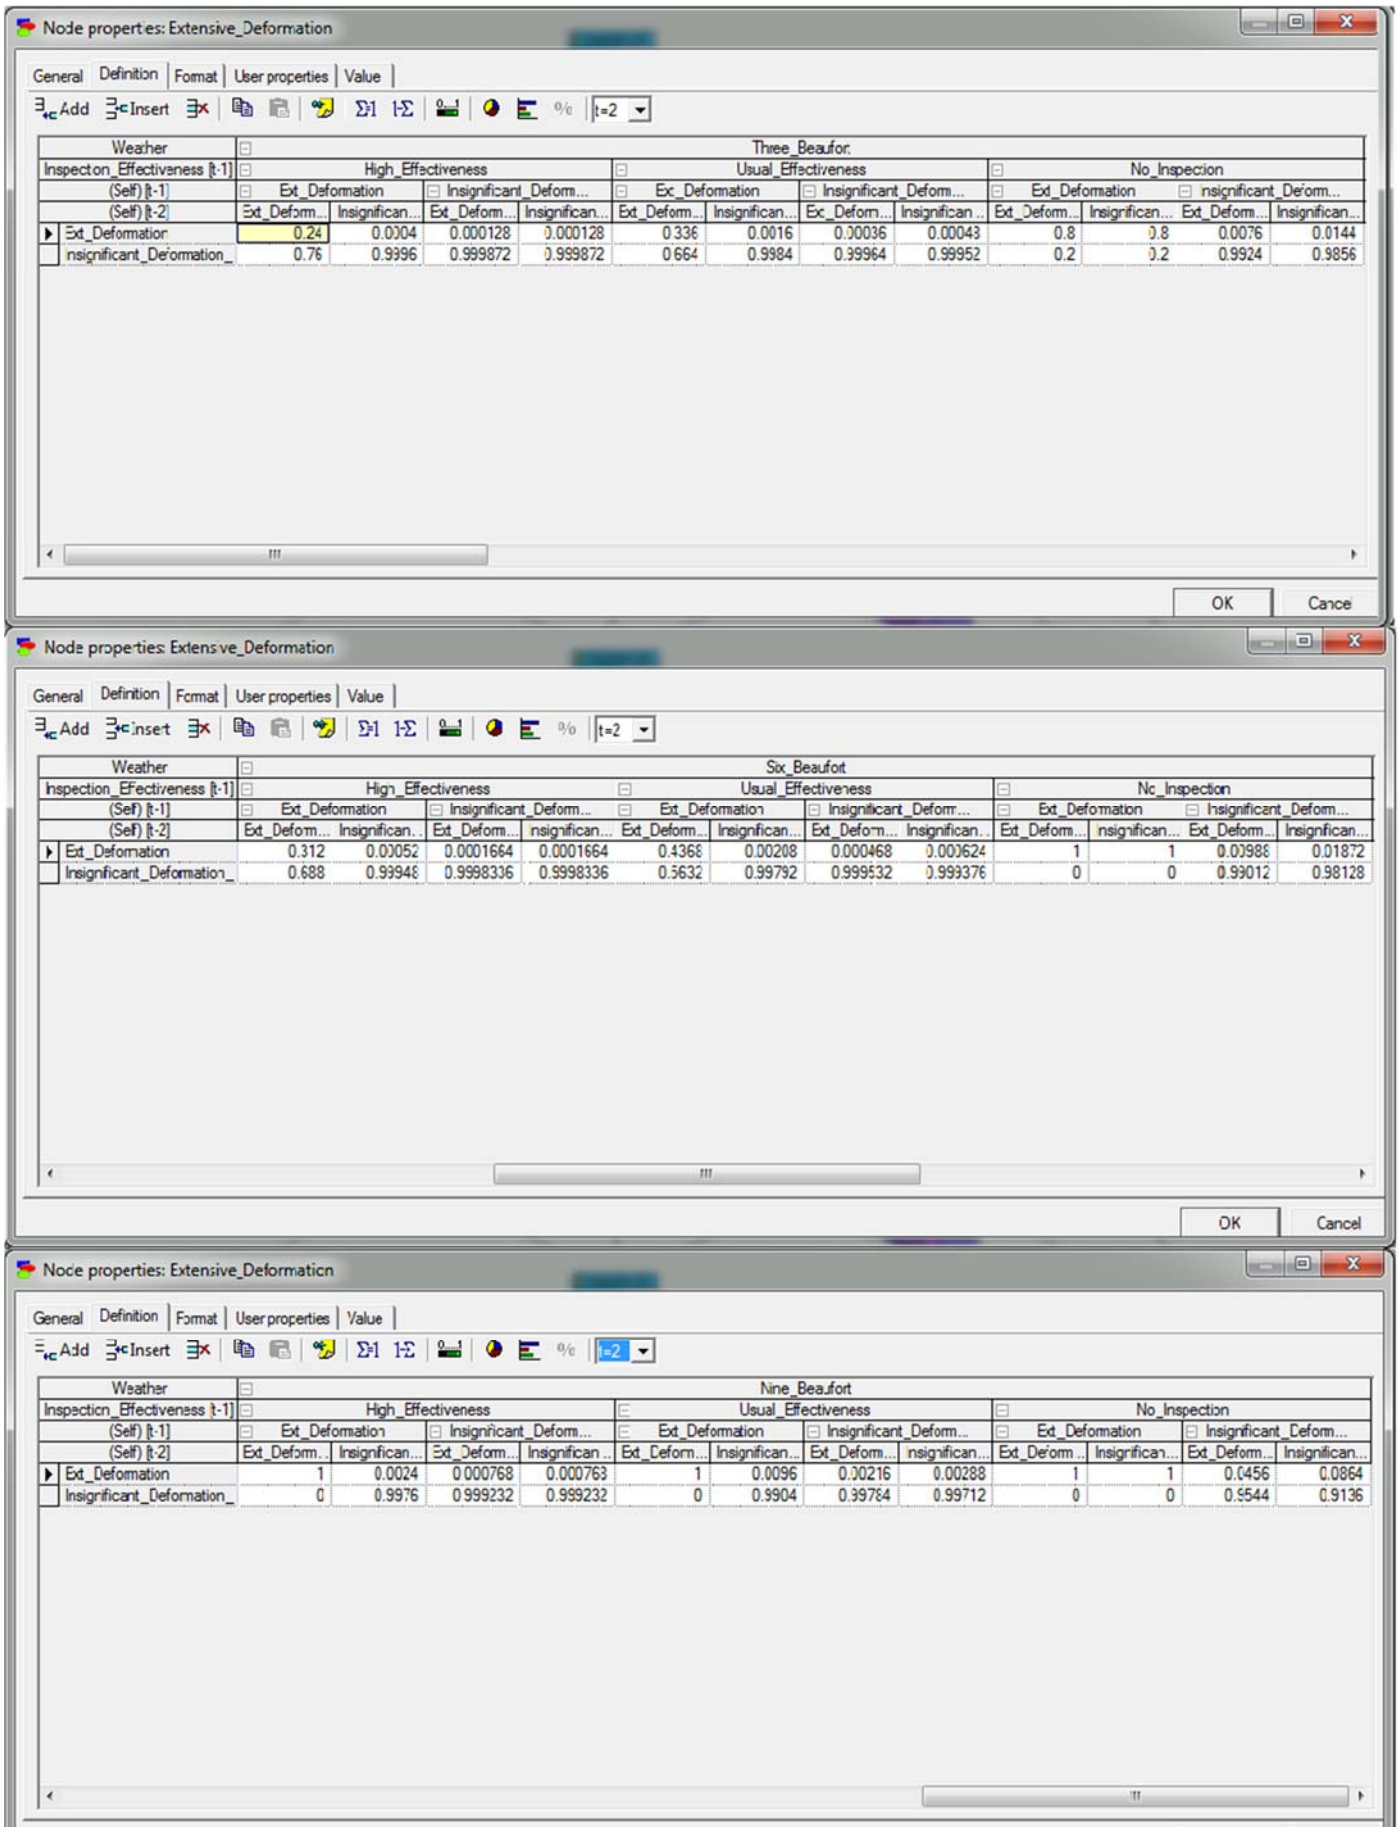 Node properties: Extensive_Deformation
General Definition Format User properties Value
Add Insert Σ=1 1-Σ % t=2
Weather Three_Beaufort
Inspection_Effectiveness [t-1] High_Effectiveness Usual_Effectiveness No_Inspection
(Self) [t-1] Ext_Deformation Insignificant_Deform... Ext_Deformation Insignificant_Deform... Ext_Deformation Insignificant_Deform...
(Self) [t-2] Ext_Deform... Insignifican... Ext_Deform... Insignifican... Ext_Deform... Insignifican... Ext_Deform... Insignifican... Ext_Deform... Insignifican... Ext_Deform... Insignifican...
Ext_Deformation 0.24 0.0004 0.000128 0.000128 0.336 0.0016 0.00036 0.00048 0.8 0.8 0.0076 0.0144
Insignificant_Deformation_ 0.76 0.9996 0.999872 0.999872 0.664 0.9984 0.99964 0.99952 0.2 0.2 0.9924 0.9856
OK Cancel
Node properties: Extensive_Deformation
General Definition Format User properties Value
Add Insert Σ=1 1-Σ % t=2
Weather Six_Beaufort
Inspection_Effectiveness [t-1] High_Effectiveness Usual_Effectiveness No_Inspection
(Self) [t-1] Ext_Deformation Insignificant_Deform... Ext_Deformation Insignificant_Deform... Ext_Deformation Insignificant_Deform...
(Self) [t-2] Ext_Deform... Insignifican... Ext_Deform... Insignifican... Ext_Deform... Insignifican... Ext_Deform... Insignifican... Ext_Deform... Insignifican... Ext_Deform... Insignifican...
Ext_Deformation 0.312 0.00052 0.0001664 0.0001664 0.4368 0.00208 0.000468 0.000624 1 1 0.00988 0.01872
Insignificant_Deformation_ 0.688 0.99948 0.9998336 0.9998336 0.5632 0.99792 0.999532 0.999376 0 0 0.99012 0.98128
OK Cancel
Node properties: Extensive_Deformation
General Definition Format User properties Value
Add Insert Σ=1 1-Σ % t=2
Weather Nine_Beaufort
Inspection_Effectiveness [t-1] High_Effectiveness Usual_Effectiveness No_Inspection
(Self) [t-1] Ext_Deformation Insignificant_Deform... Ext_Deformation Insignificant_Deform... Ext_Deformation Insignificant_Deform...
(Self) [t-2] Ext_Deform... Insignifican... Ext_Deform... Insignifican... Ext_Deform... Insignifican... Ext_Deform... Insignifican... Ext_Deform... Insignifican... Ext_Deform... Insignifican...
Ext_Deformation 1 0.0024 0.000768 0.000768 1 0.0096 0.00216 0.00288 1 1 0.0456 0.0864
Insignificant_Deformation_ 0 0.9976 0.999232 0.999232 0 0.9904 0.99784 0.99712 0 0 0.9544 0.9136